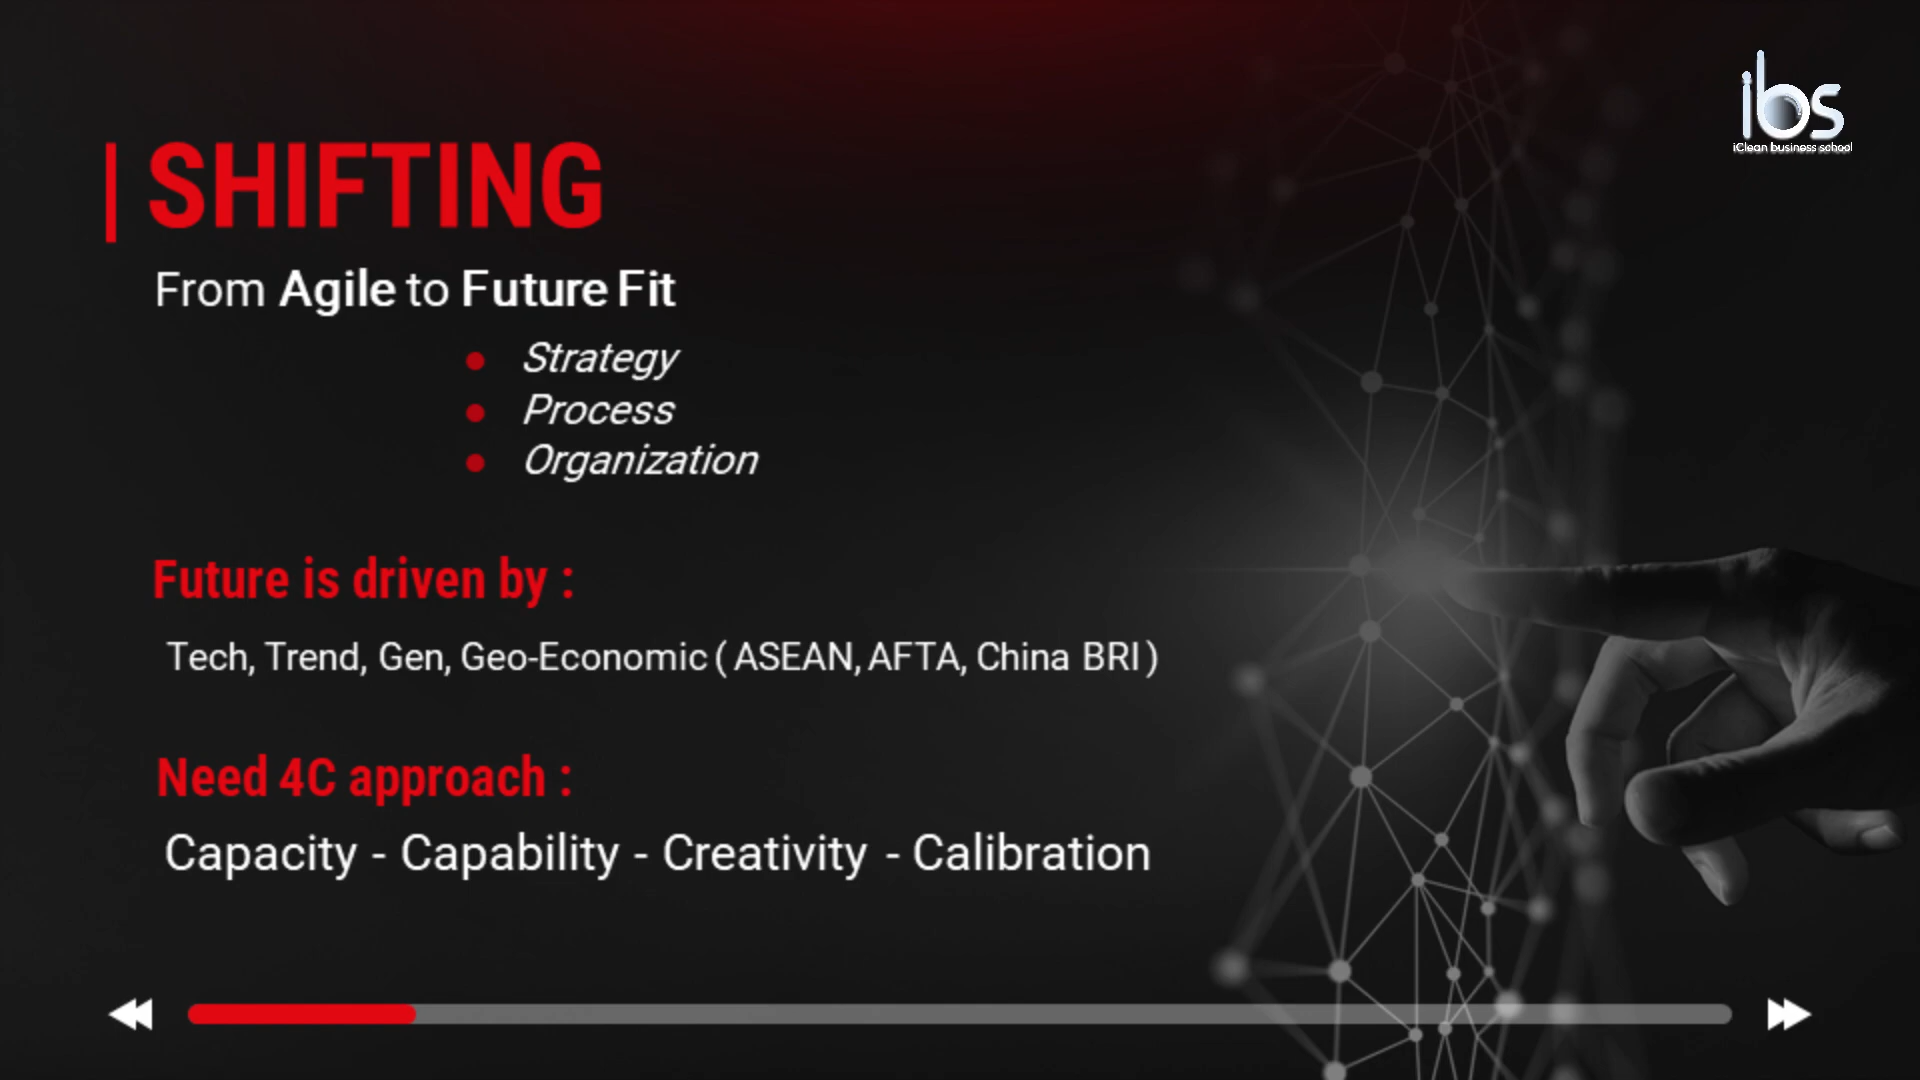 ibs
iClean business school
SHIFTING
From Agile to Future Fit
Strategy
Process
Organization
Future is driven by :
Tech, Trend, Gen, Geo-Economic ( ASEAN, AFTA, China BRI )
Need 4C approach :
Capacity - Capability - Creativity - Calibration